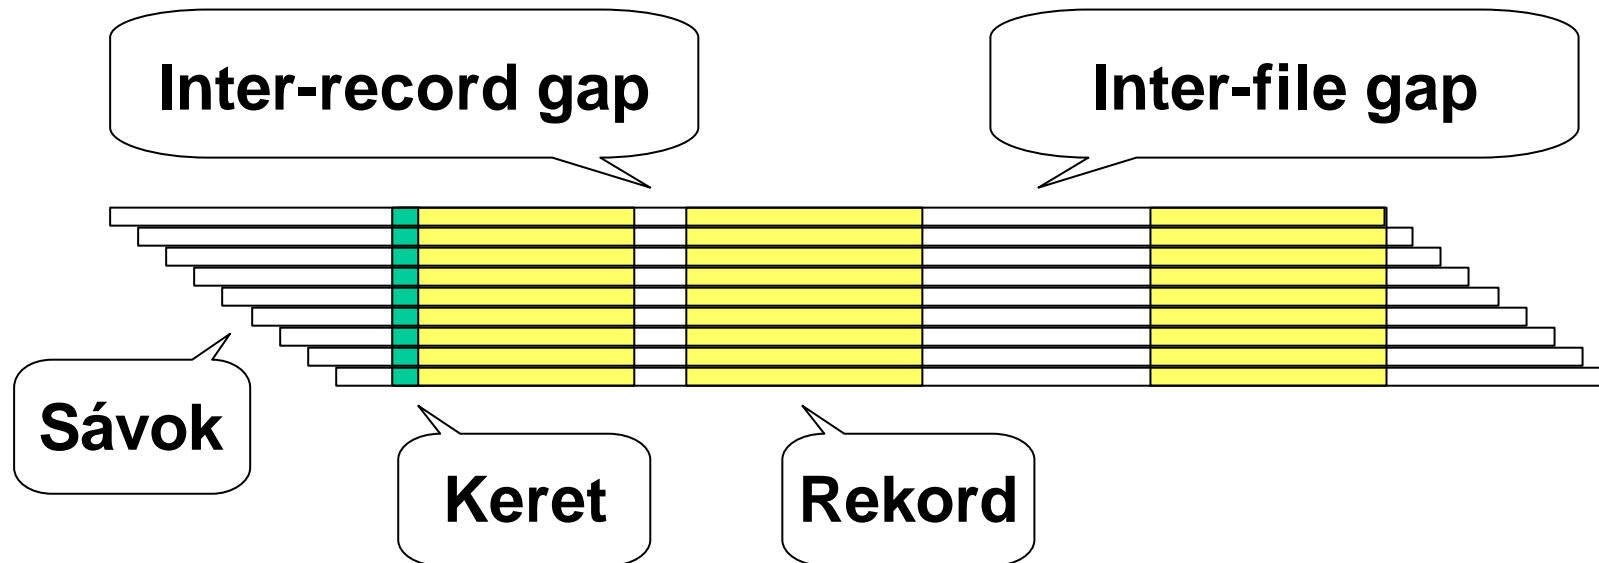 Inter-record gap
Inter-file gap
Sávok
Keret
Rekord